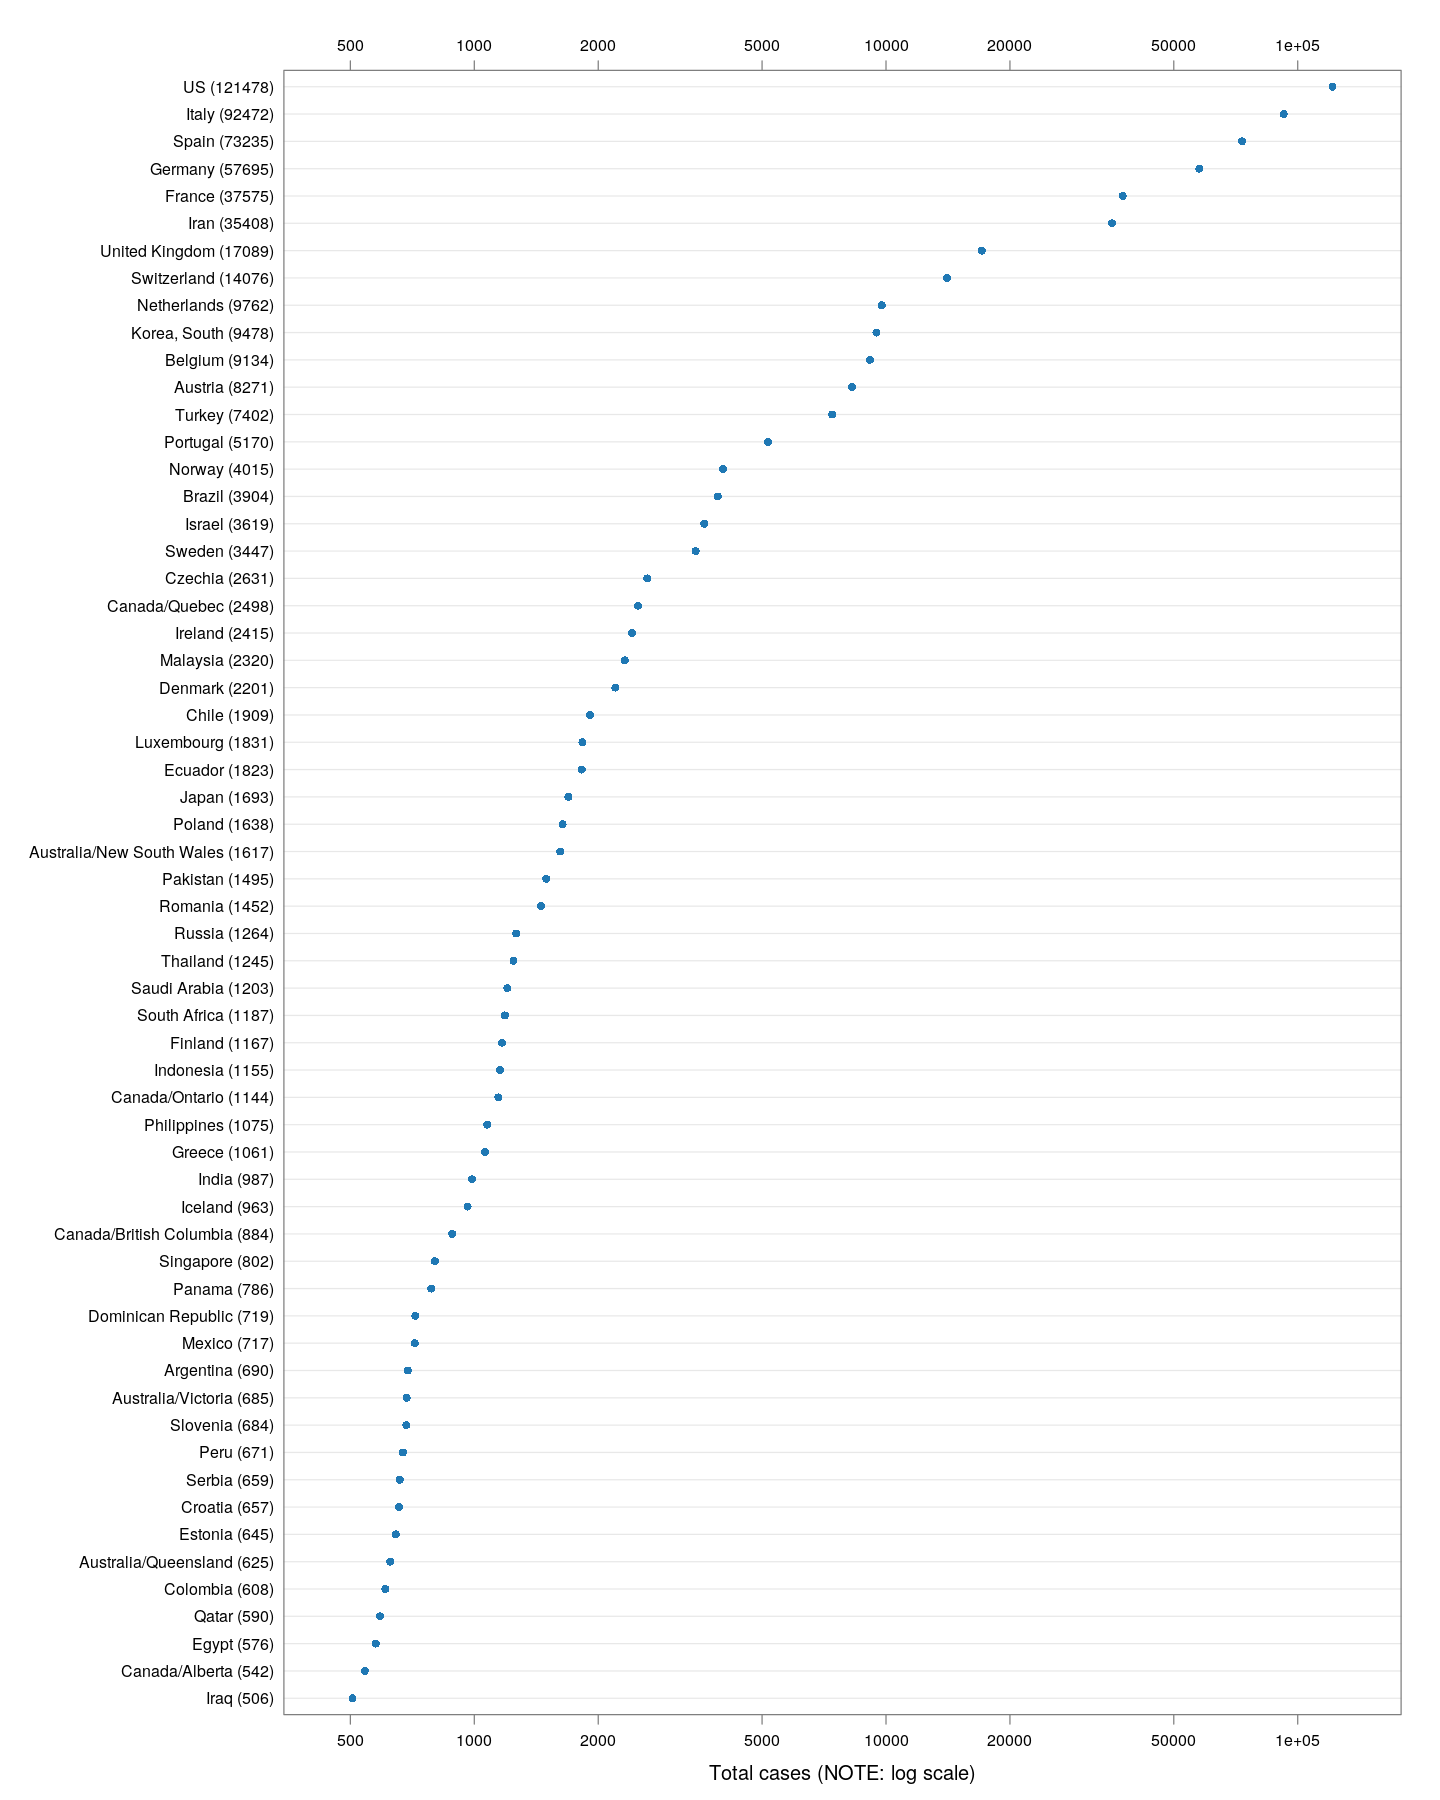 500 1000 2000 5000 10000 20000 50000 1e+05
US (121478)
Italy (92472)
Spain (73235)
Germany (57695)
France (37575)
Iran (35408)
United Kingdom (17089)
Switzerland (14076)
Netherlands (9762)
Korea, South (9478)
Belgium (9134)
Austria (8271)
Turkey (7402)
Portugal (5170)
Norway (4015)
Brazil (3904)
Israel (3619)
Sweden (3447)
Czechia (2631)
Canada/Quebec (2498)
Ireland (2415)
Malaysia (2320)
Denmark (2201)
Chile (1909)
Luxembourg (1831)
Ecuador (1823)
Japan (1693)
Poland (1638)
Australia/New South Wales (1617)
Pakistan (1495)
Romania (1452)
Russia (1264)
Thailand (1245)
Saudi Arabia (1203)
South Africa (1187)
Finland (1167)
Indonesia (1155)
Canada/Ontario (1144)
Philippines (1075)
Greece (1061)
India (987)
Iceland (963)
Canada/British Columbia (884)
Singapore (802)
Panama (786)
Dominican Republic (719)
Mexico (717)
Argentina (690)
Australia/Victoria (685)
Slovenia (684)
Peru (671)
Serbia (659)
Croatia (657)
Estonia (645)
Australia/Queensland (625)
Colombia (608)
Qatar (590)
Egypt (576)
Canada/Alberta (542)
Iraq (506)
500 1000 2000 5000 10000 20000 50000 1e+05
Total cases (NOTE: log scale)